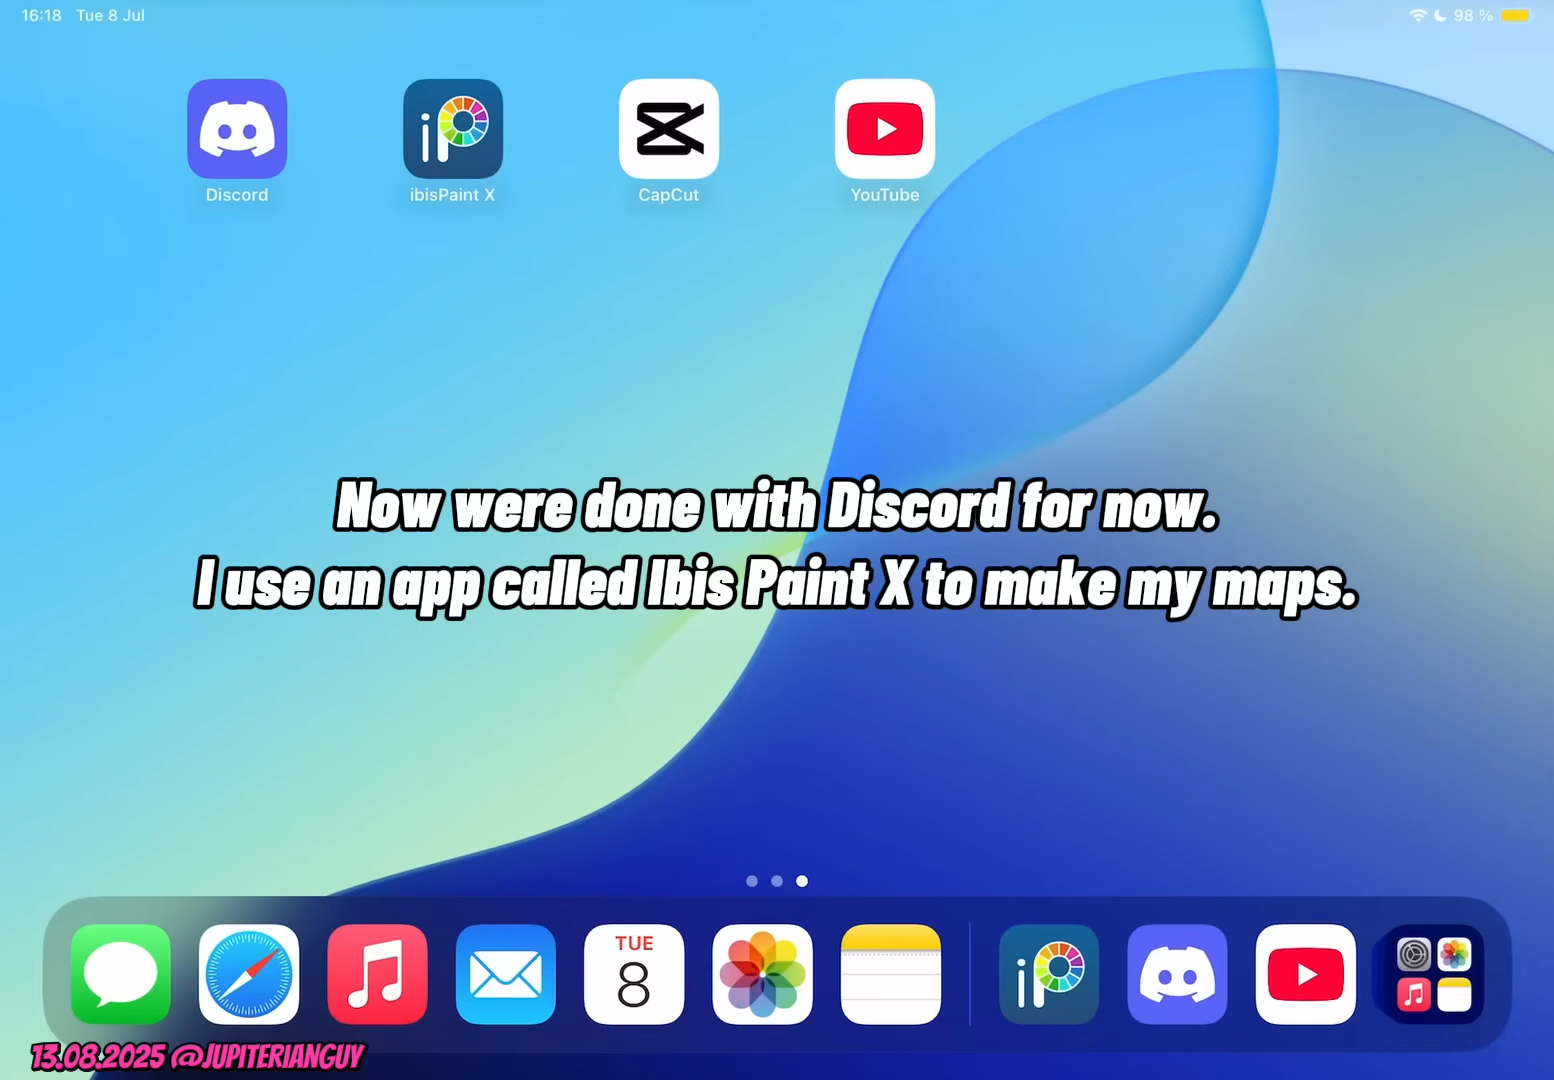 16:18 Tue 8 Jul
98 %
Discord
ibisPaint X
CapCut
YouTube
Now were done with Discord for now.
I use an app called Ibis Paint X to make my maps.
TUE
8
13.08.2025 @JUPITERIANGUY